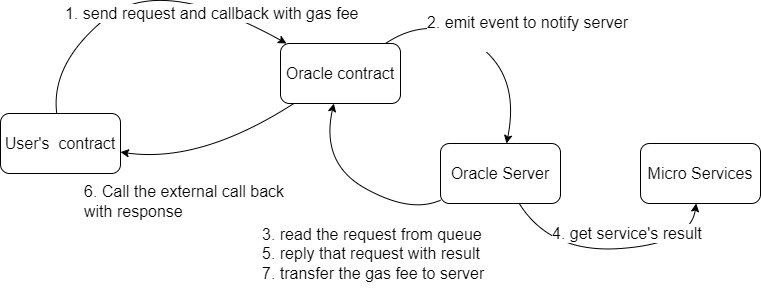 1. send request and callback with gas fee
2. emit event to notify server
Oracle contract
User's contract
Oracle Server
Micro Services
6. Call the external call back
with response
3. read the request from queue
4. get service's result
5. reply that request with result
7. transfer the gas fee to server